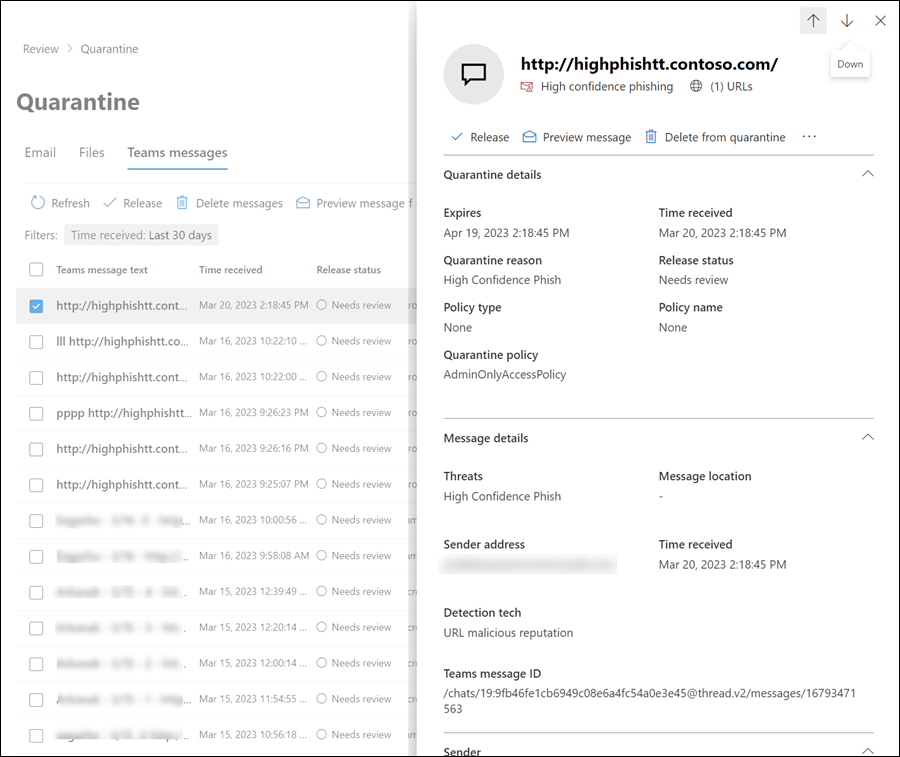 Review > Quarantine
Quarantine
Email Files Teams messages
Refresh Release Delete messages Preview message f
Filters: Time received: Last 30 days
Teams message text Time received Release status
http://highphishtt.cont... Mar 20, 2023 2:18:45 PM Needs review
lll http://highphishtt.co... Mar 16, 2023 10:22:10 ... Needs review
http://highphishtt.cont... Mar 16, 2023 10:22:00 ... Needs review
pppp http://highphishtt... Mar 16, 2023 9:26:23 PM Needs review
http://highphishtt.cont... Mar 16, 2023 9:26:16 PM Needs review
http://highphishtt.cont... Mar 16, 2023 9:25:07 PM Needs review
Mar 16, 2023 10:00:56 ... Needs review
Mar 16, 2023 9:58:08 AM Needs review
Mar 15, 2023 12:39:49 ... Needs review
Mar 15, 2023 12:20:14 ... Needs review
Mar 15, 2023 12:00:14 ... Needs review
Mar 15, 2023 11:54:55 ... Needs review
Mar 15, 2023 10:56:18 ... Needs review
Down
http://highphishtt.contoso.com/
High confidence phishing (1) URLs
Release Preview message Delete from quarantine ...
Quarantine details
Expires Time received
Apr 19, 2023 2:18:45 PM Mar 20, 2023 2:18:45 PM
Quarantine reason Release status
High Confidence Phish Needs review
Policy type Policy name
None None
Quarantine policy
AdminOnlyAccessPolicy
Message details
Threats Message location
High Confidence Phish -
Sender address Time received
Mar 20, 2023 2:18:45 PM
Detection tech
URL malicious reputation
Teams message ID
/chats/19:9fb46fe1cb6949c08e6a4fc54a0e3e45@thread.v2/messages/16793471
563
Sender